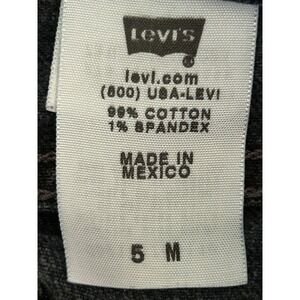 Levi's
levi.com
(800) USA-LEVI
99% COTTON
1% SPANDEX
MADE IN
MEXICO
5 M